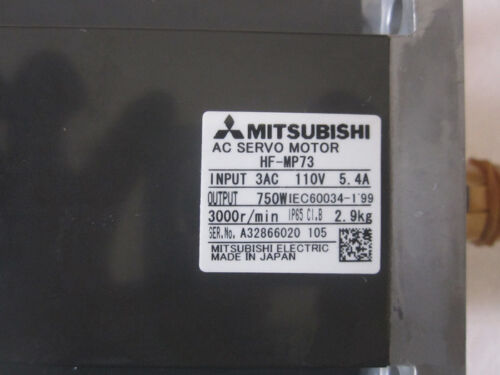 MITSUBISHI
AC SERVO MOTOR
HF-MP73
INPUT 3AC 110V 5.4A
OUTPUT 750W IEC60034-1'99
3000r/min IP65 Cl.B 2.9kg
SER.No. A32866020 105
MITSUBISHI ELECTRIC
MADE IN JAPAN